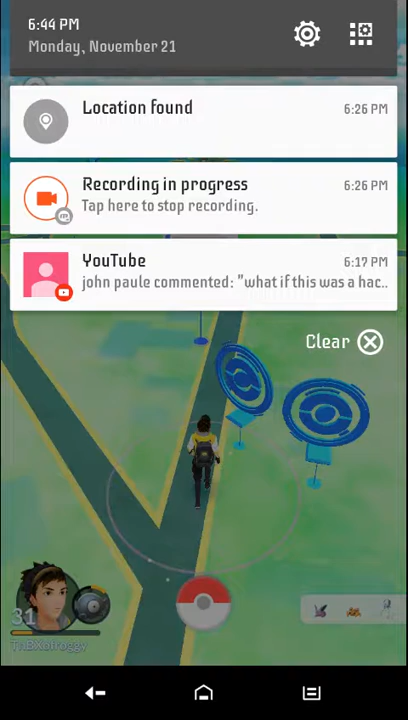 6:44 PM
Monday, November 21
Location found 6:26 PM
Recording in progress 6:26 PM
Tap here to stop recording.
YouTube 6:17 PM
john paule commented: "what if this was a hac..
Clear
31